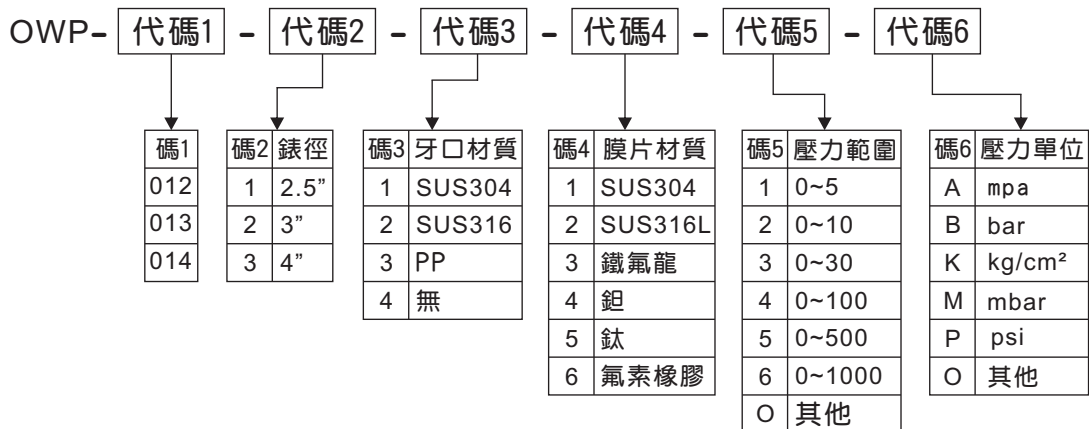 OWP- 代碼1 - 代碼2 - 代碼3 - 代碼4 - 代碼5 - 代碼6
碼1
012
013
014
碼2 錶徑
1 2.5”
2 3”
3 4”
碼3 牙口材質
1 SUS304
2 SUS316
3 PP
4 無
碼4 膜片材質
1 SUS304
2 SUS316L
3 鐵氟龍
4 鉭
5 鈦
6 氟素橡膠
碼5 壓力範圍
1 0~5
2 0~10
3 0~30
4 0~100
5 0~500
6 0~1000
O 其他
碼6 壓力單位
A mpa
B bar
K kg/cm²
M mbar
P psi
O 其他